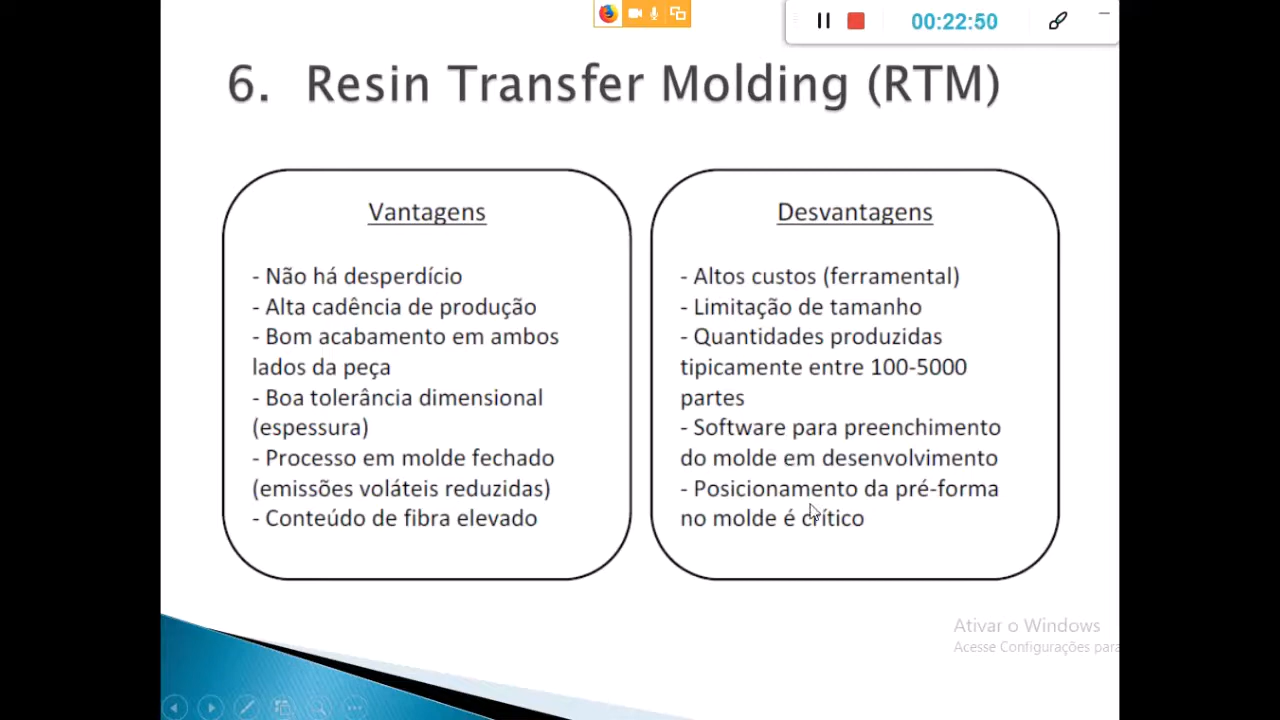 00:22:50
6. Resin Transfer Molding (RTM)
Vantagens
- Não há desperdício
- Alta cadência de produção
- Bom acabamento em ambos
lados da peça
- Boa tolerância dimensional
(espessura)
- Processo em molde fechado
(emissões voláteis reduzidas)
- Conteúdo de fibra elevado
Desvantagens
- Altos custos (ferramental)
- Limitação de tamanho
- Quantidades produzidas
tipicamente entre 100-5000
partes
- Software para preenchimento
do molde em desenvolvimento
- Posicionamento da pré-forma
no molde é crítico
Ativar o Windows
Acesse Configurações para